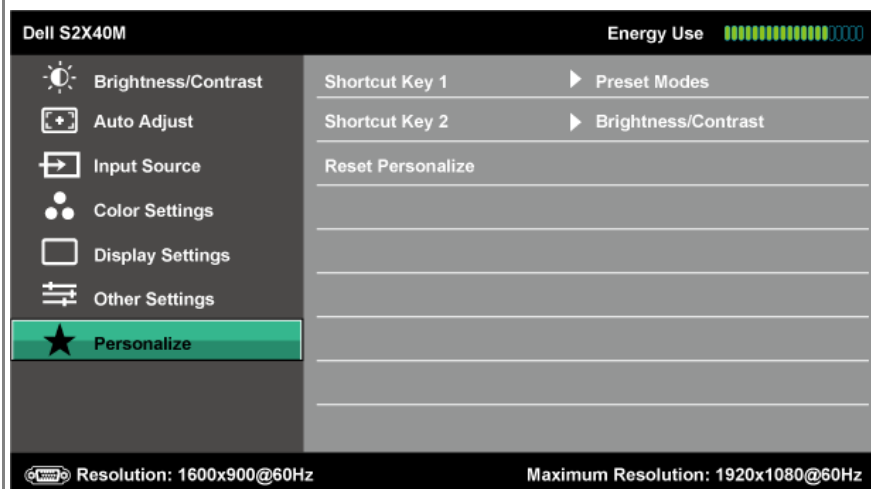 Dell S2X40M Energy Use
Brightness/Contrast Shortcut Key 1 Preset Modes
Auto Adjust Shortcut Key 2 Brightness/Contrast
Input Source Reset Personalize
Color Settings
Display Settings
Other Settings
Personalize
Resolution: 1600x900@60Hz Maximum Resolution: 1920x1080@60Hz